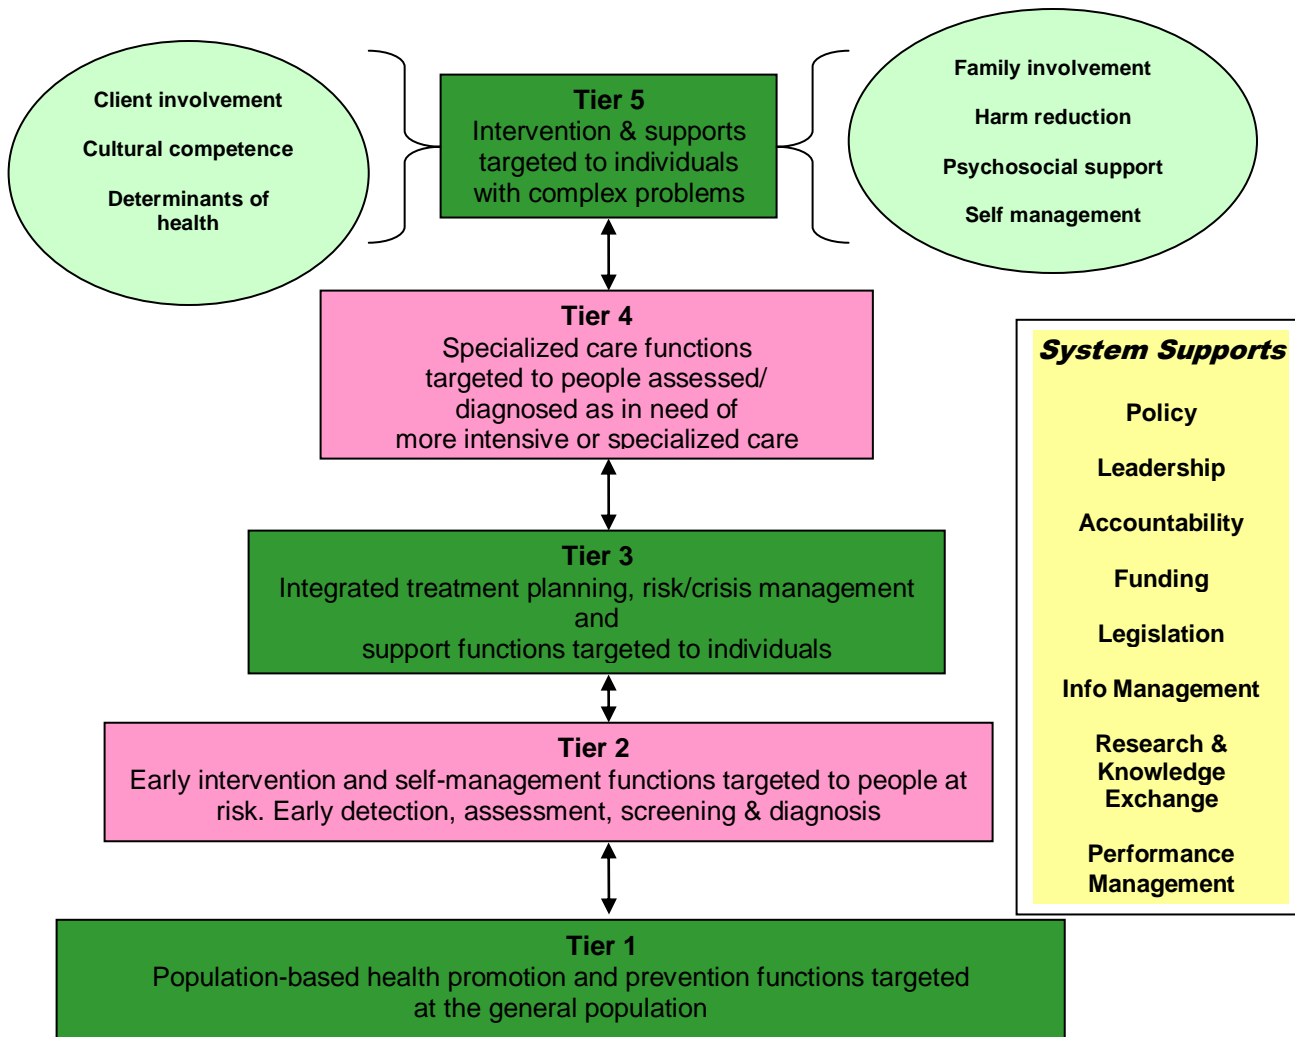 Client involvement
Cultural competence
Determinants of
health
Tier 5
Intervention & supports
targeted to individuals
with complex problems
Family involvement
Harm reduction
Psychosocial support
Self management
Tier 4
Specialized care functions
targeted to people assessed/
diagnosed as in need of
more intensive or specialized care
System Supports
Policy
Leadership
Accountability
Funding
Legislation
Info Management
Research &
Knowledge
Exchange
Performance
Management
Tier 3
Integrated treatment planning, risk/crisis management
and
support functions targeted to individuals
Tier 2
Early intervention and self-management functions targeted to people at
risk. Early detection, assessment, screening & diagnosis
Tier 1
Population-based health promotion and prevention functions targeted
at the general population